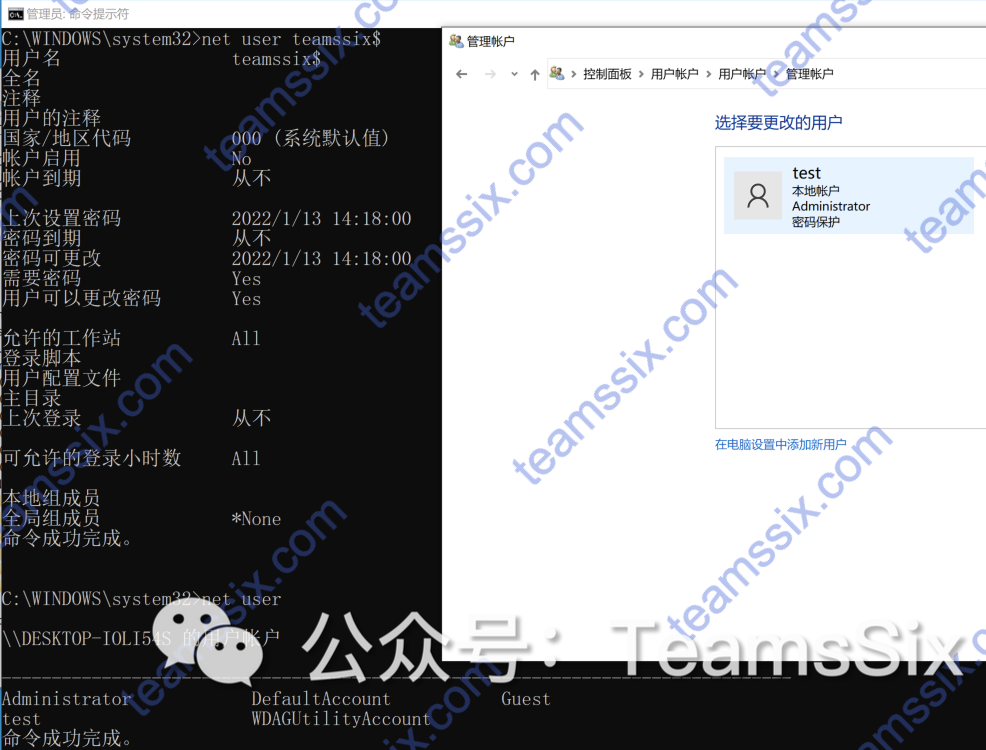 管理员: 命令提示符
C:\WINDOWS\system32>net user teamssix$
用户名 teamssix$
全名
注释
用户的注释
国家/地区代码 000 (系统默认值)
帐户启用 No
帐户到期 从不
上次设置密码 2022/1/13 14:18:00
密码到期 从不
密码可更改 2022/1/13 14:18:00
需要密码 Yes
用户可以更改密码 Yes
允许的工作站 All
登录脚本
用户配置文件
主目录
上次登录 从不
可允许的登录小时数 All
本地组成员
全局组成员 *None
命令成功完成。
C:\WINDOWS\system32>net user
\\DESKTOP-IOLI54S 的用户帐户
-------------------------------------------------------------------------------
Administrator DefaultAccount Guest
test WDAGUtilityAccount
命令成功完成。
管理帐户
控制面板 > 用户帐户 > 用户帐户 > 管理帐户
选择要更改的用户
test
本地帐户
Administrator
密码保护
在电脑设置中添加新用户
公众号: TeamsSix
teamssix.com
teamssix.com
teamssix.com
teamssix.com
teamssix.com
teamssix.com